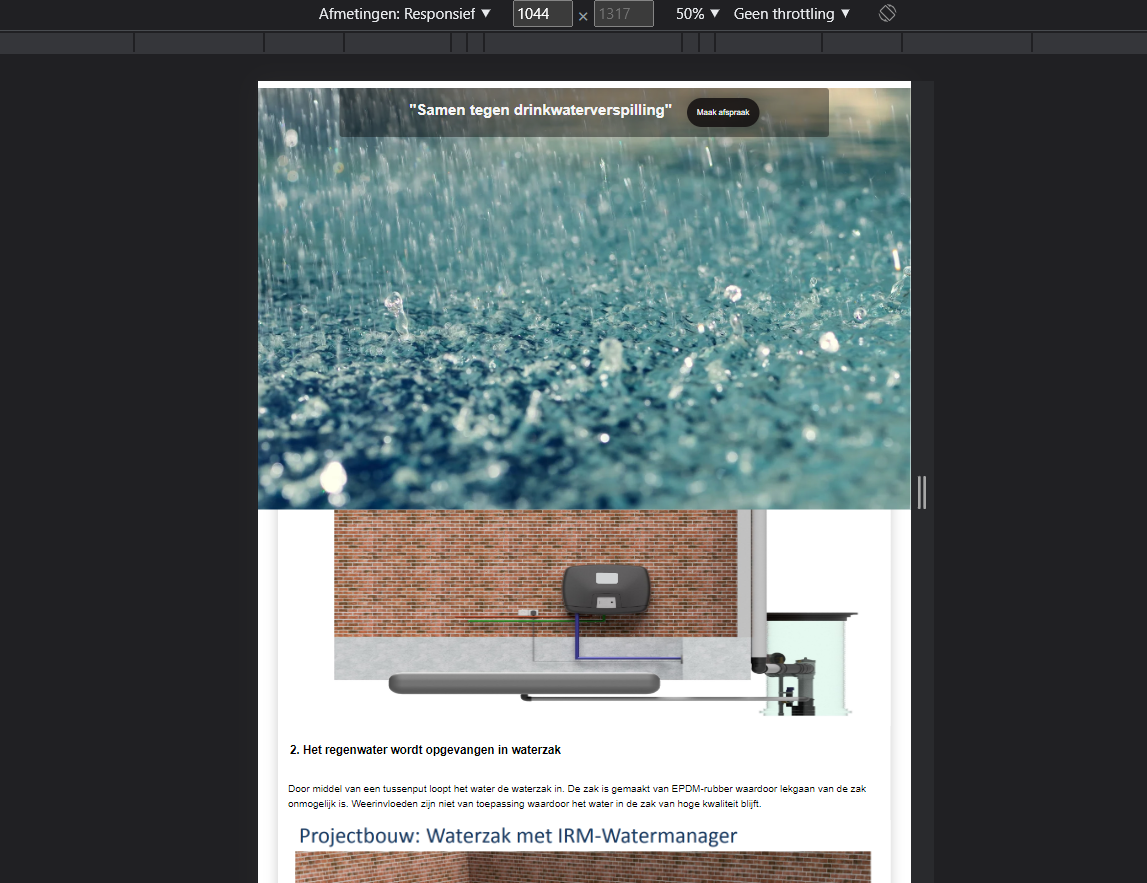 Afmetingen: Responsief ▼ 1044 × 1317 50% ▼ Geen throttling ▼
"Samen tegen drinkwaterverspilling" Maak afspraak
2. Het regenwater wordt opgevangen in waterzak
Door middel van een tussenput loopt het water de waterzak in. De zak is gemaakt van EPDM-rubber waardoor lekgaan van de zak
onmogelijk is. Weerinvloeden zijn niet van toepassing waardoor het water in de zak van hoge kwaliteit blijft.
Projectbouw: Waterzak met IRM-Watermanager